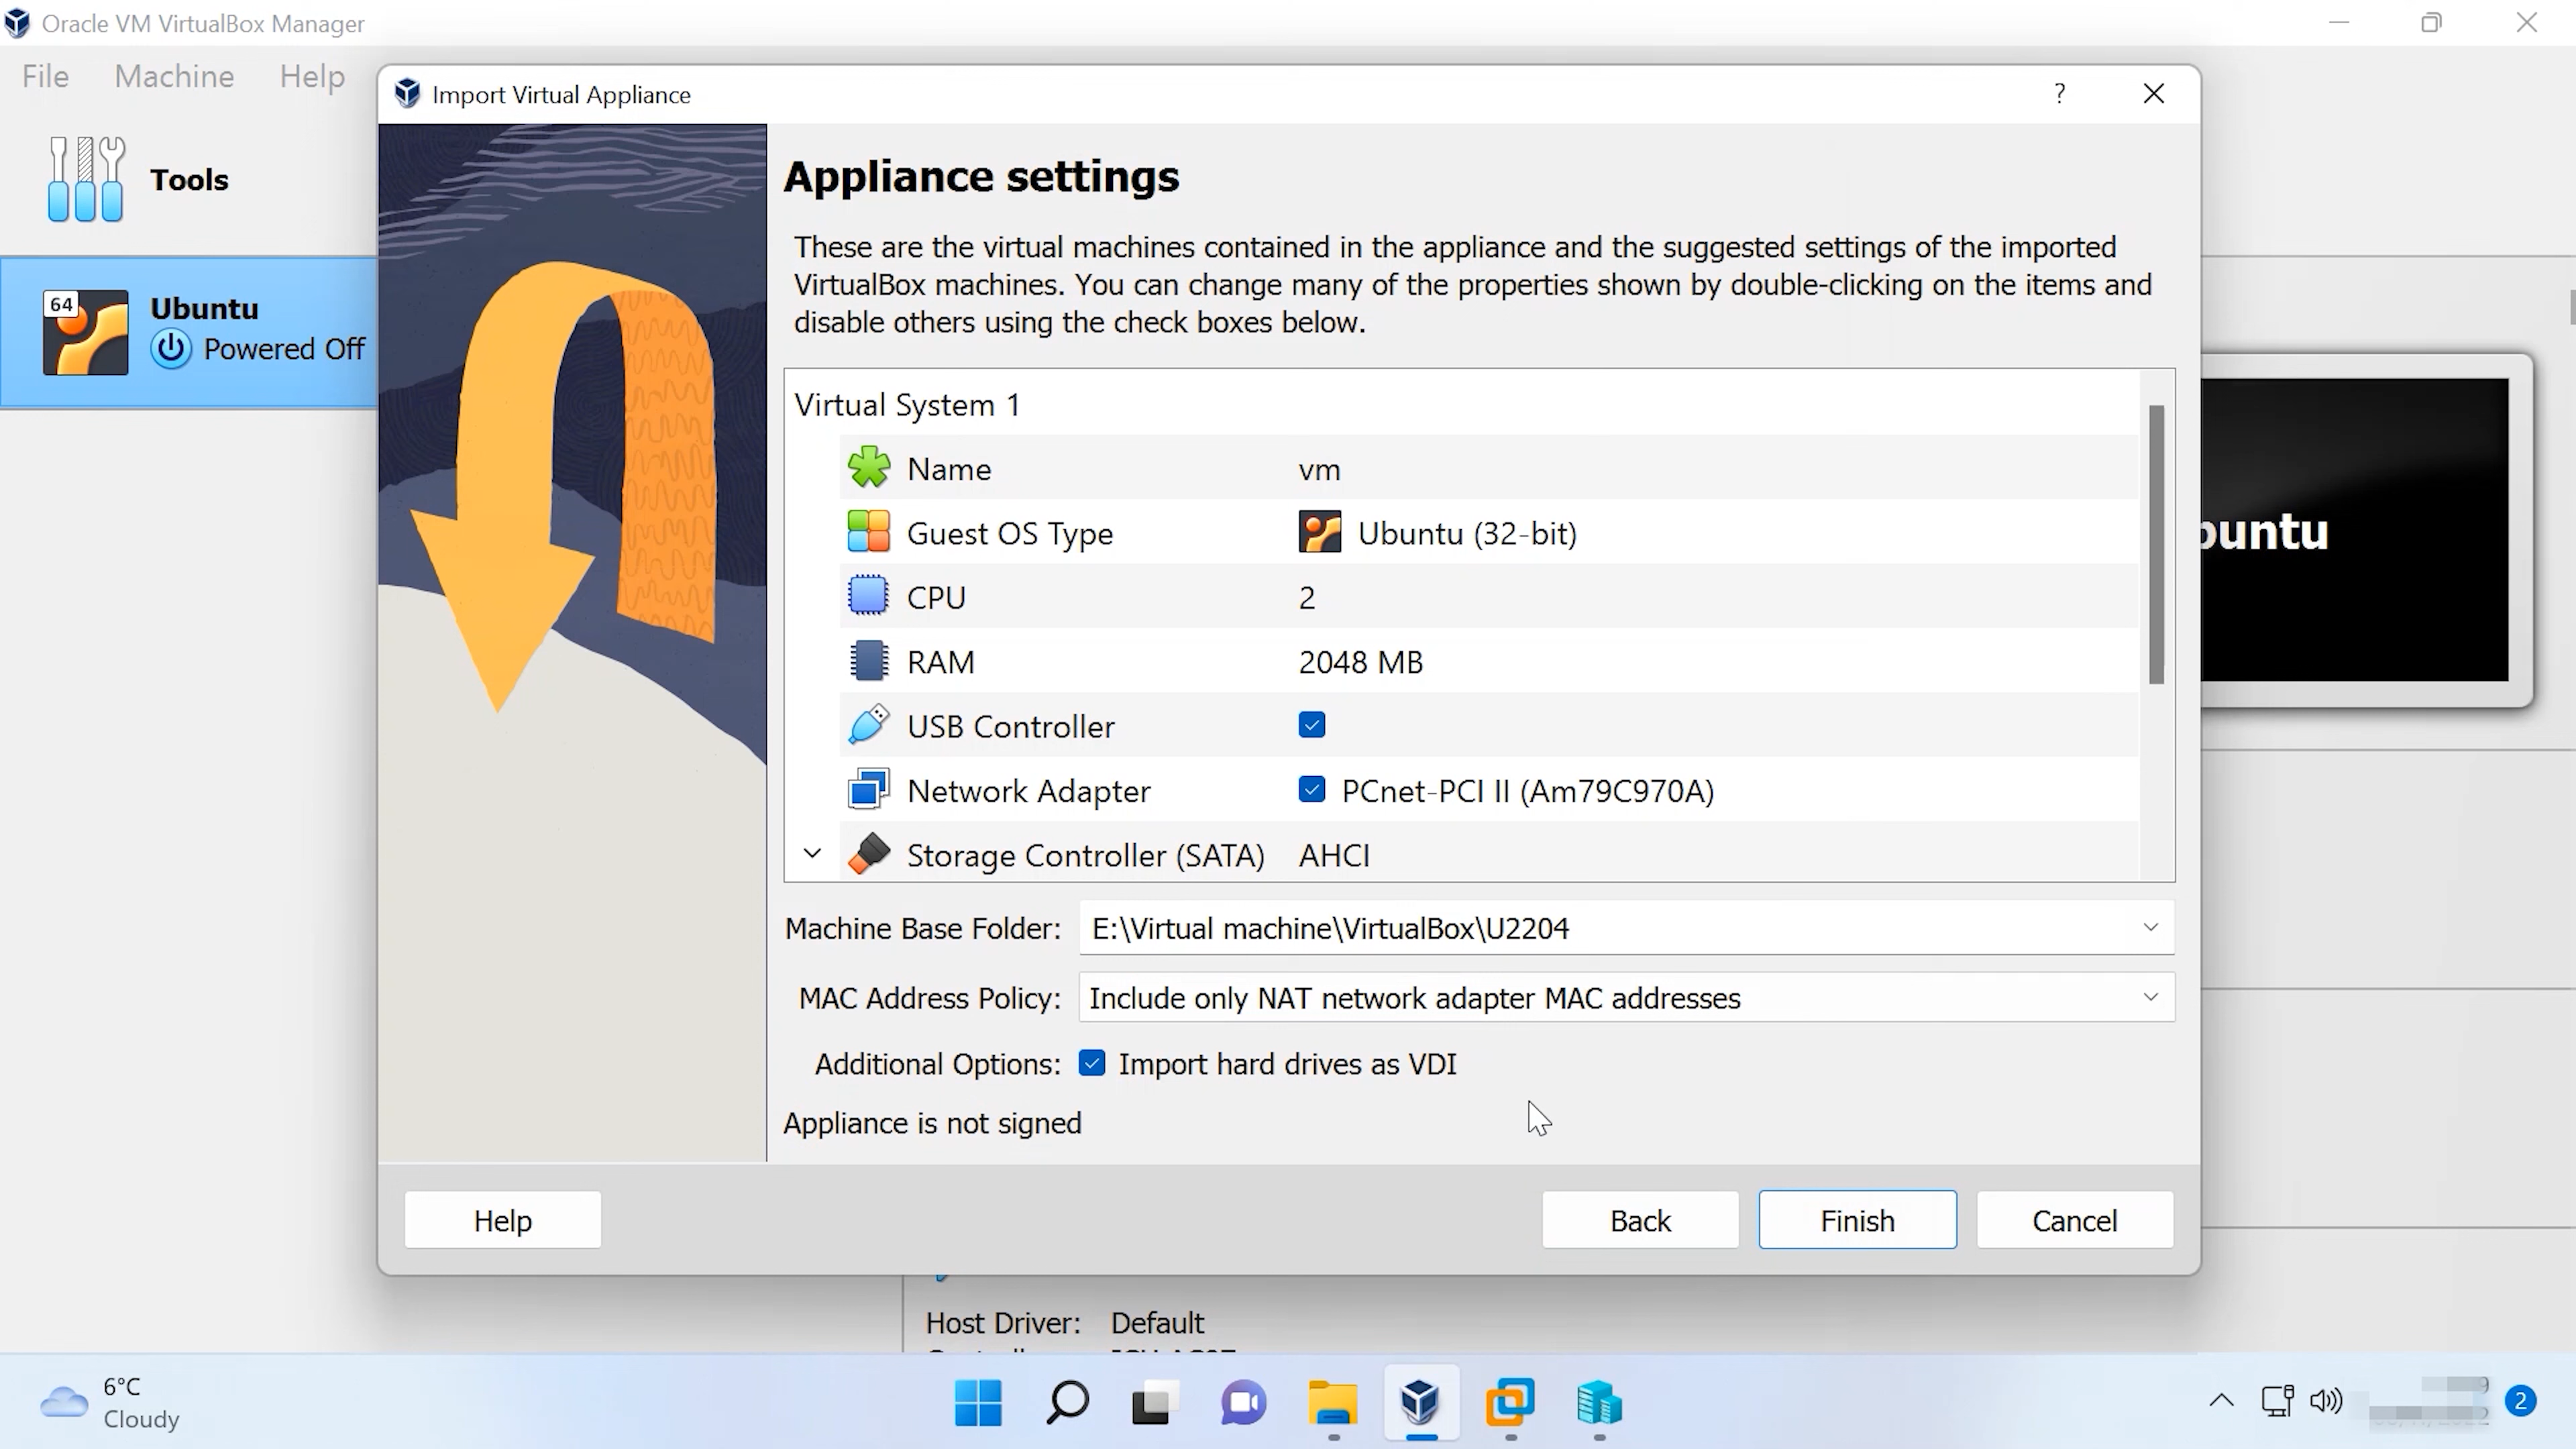 Oracle VM VirtualBox Manager
File Machine Help
Import Virtual Appliance
?
Tools
64
Ubuntu
Powered Off
Appliance settings
These are the virtual machines contained in the appliance and the suggested settings of the imported
VirtualBox machines. You can change many of the properties shown by double-clicking on the items and
disable others using the check boxes below.
Virtual System 1
Name vm
Guest OS Type Ubuntu (32-bit)
CPU 2
RAM 2048 MB
USB Controller
Network Adapter PCnet-PCI II (Am79C970A)
Storage Controller (SATA) AHCI
buntu
Machine Base Folder: E:\Virtual machine\VirtualBox\U2204
MAC Address Policy: Include only NAT network adapter MAC addresses
Additional Options: Import hard drives as VDI
Appliance is not signed
Help Back Finish Cancel
Host Driver: Default
6°C
Cloudy
2